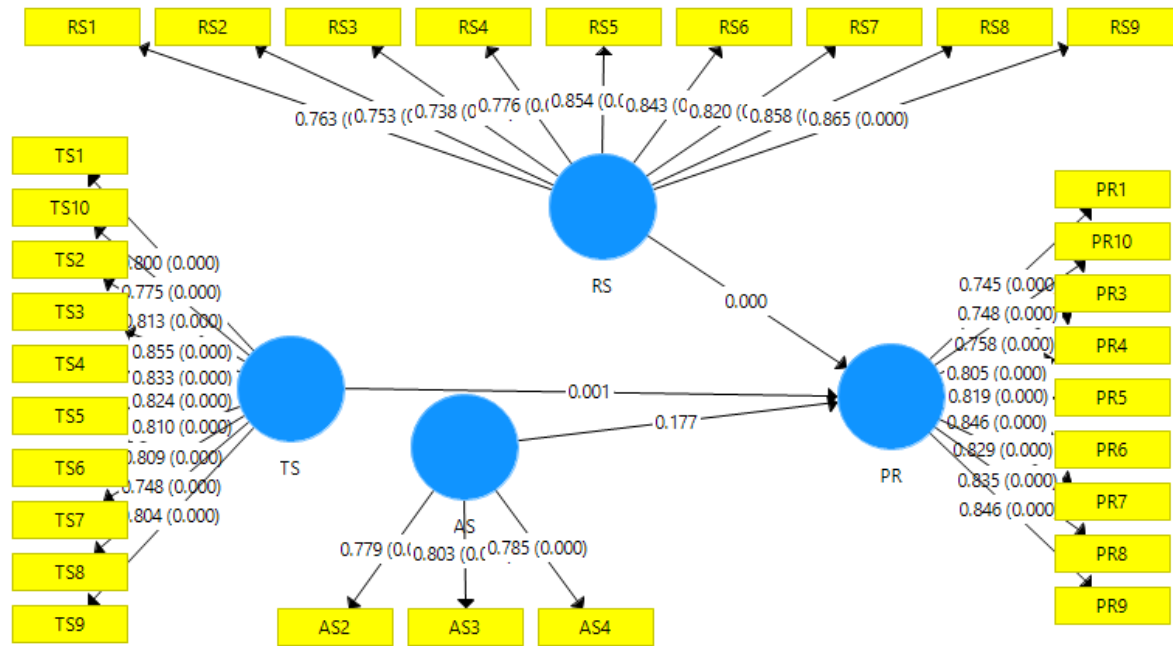 RS1 RS2 RS3 RS4 RS5 RS6 RS7 RS8 RS9
0.763 0.753 0.738 0.776 0.854 0.843 0.820 0.858 0.865 (0.000)
RS
TS1
TS10
TS2
TS3
TS4
TS5
TS6
TS7
TS8
TS9
0.800 (0.000)
0.775 (0.000)
0.813 (0.000)
0.855 (0.000)
0.833 (0.000)
0.824 (0.000)
0.810 (0.000)
0.809 (0.000)
0.748 (0.000)
0.804 (0.000)
TS
0.000
0.001
0.177
AS
0.779 0.803 0.785 (0.000)
AS2 AS3 AS4
PR
0.745 (0.000)
0.748 (0.000)
0.758 (0.000)
0.805 (0.000)
0.819 (0.000)
0.846 (0.000)
0.829 (0.000)
0.835 (0.000)
0.846 (0.000)
PR1
PR10
PR3
PR4
PR5
PR6
PR7
PR8
PR9